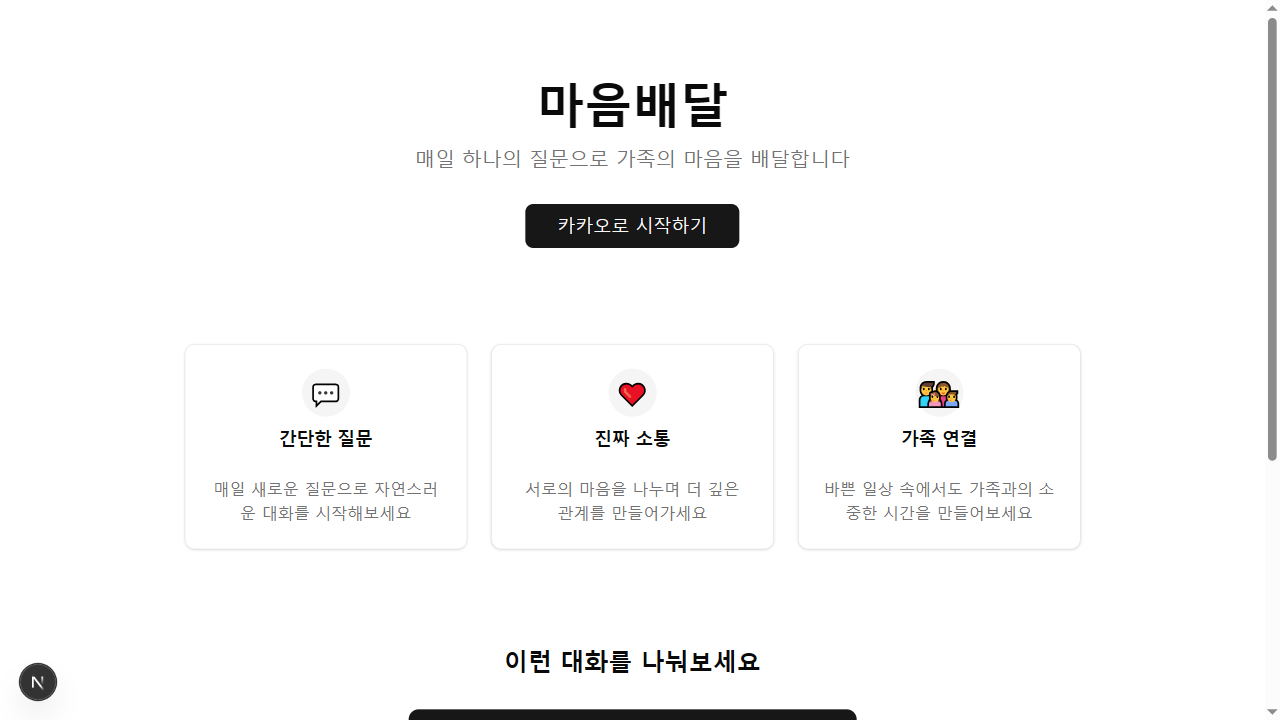 마음배달
매일 하나의 질문으로 가족의 마음을 배달합니다
카카오로 시작하기
간단한 질문
매일 새로운 질문으로 자연스러
운 대화를 시작해보세요
진짜 소통
서로의 마음을 나누며 더 깊은
관계를 만들어가세요
가족 연결
바쁜 일상 속에서도 가족과의 소
중한 시간을 만들어보세요
이런 대화를 나눠보세요
N